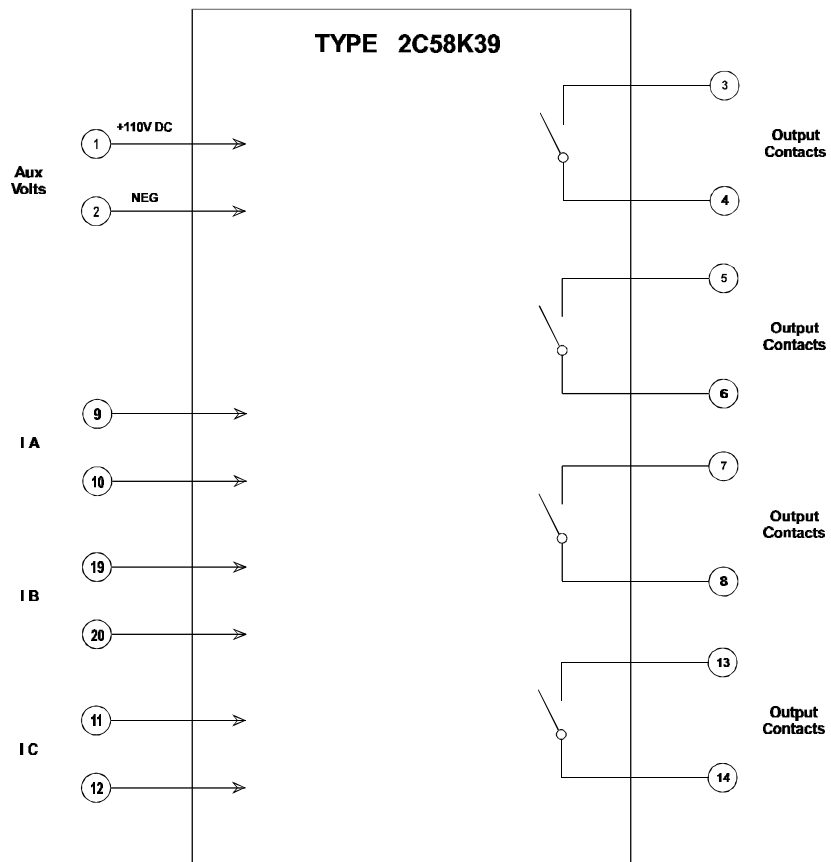 TYPE 2C58K39
3
+110V DC
1
Output
Contacts
Aux
Volts
NEG
2
4
5
Output
Contacts
6
9
I A
10
7
Output
Contacts
8
19
I B
20
13
11
Output
Contacts
I C
12
14